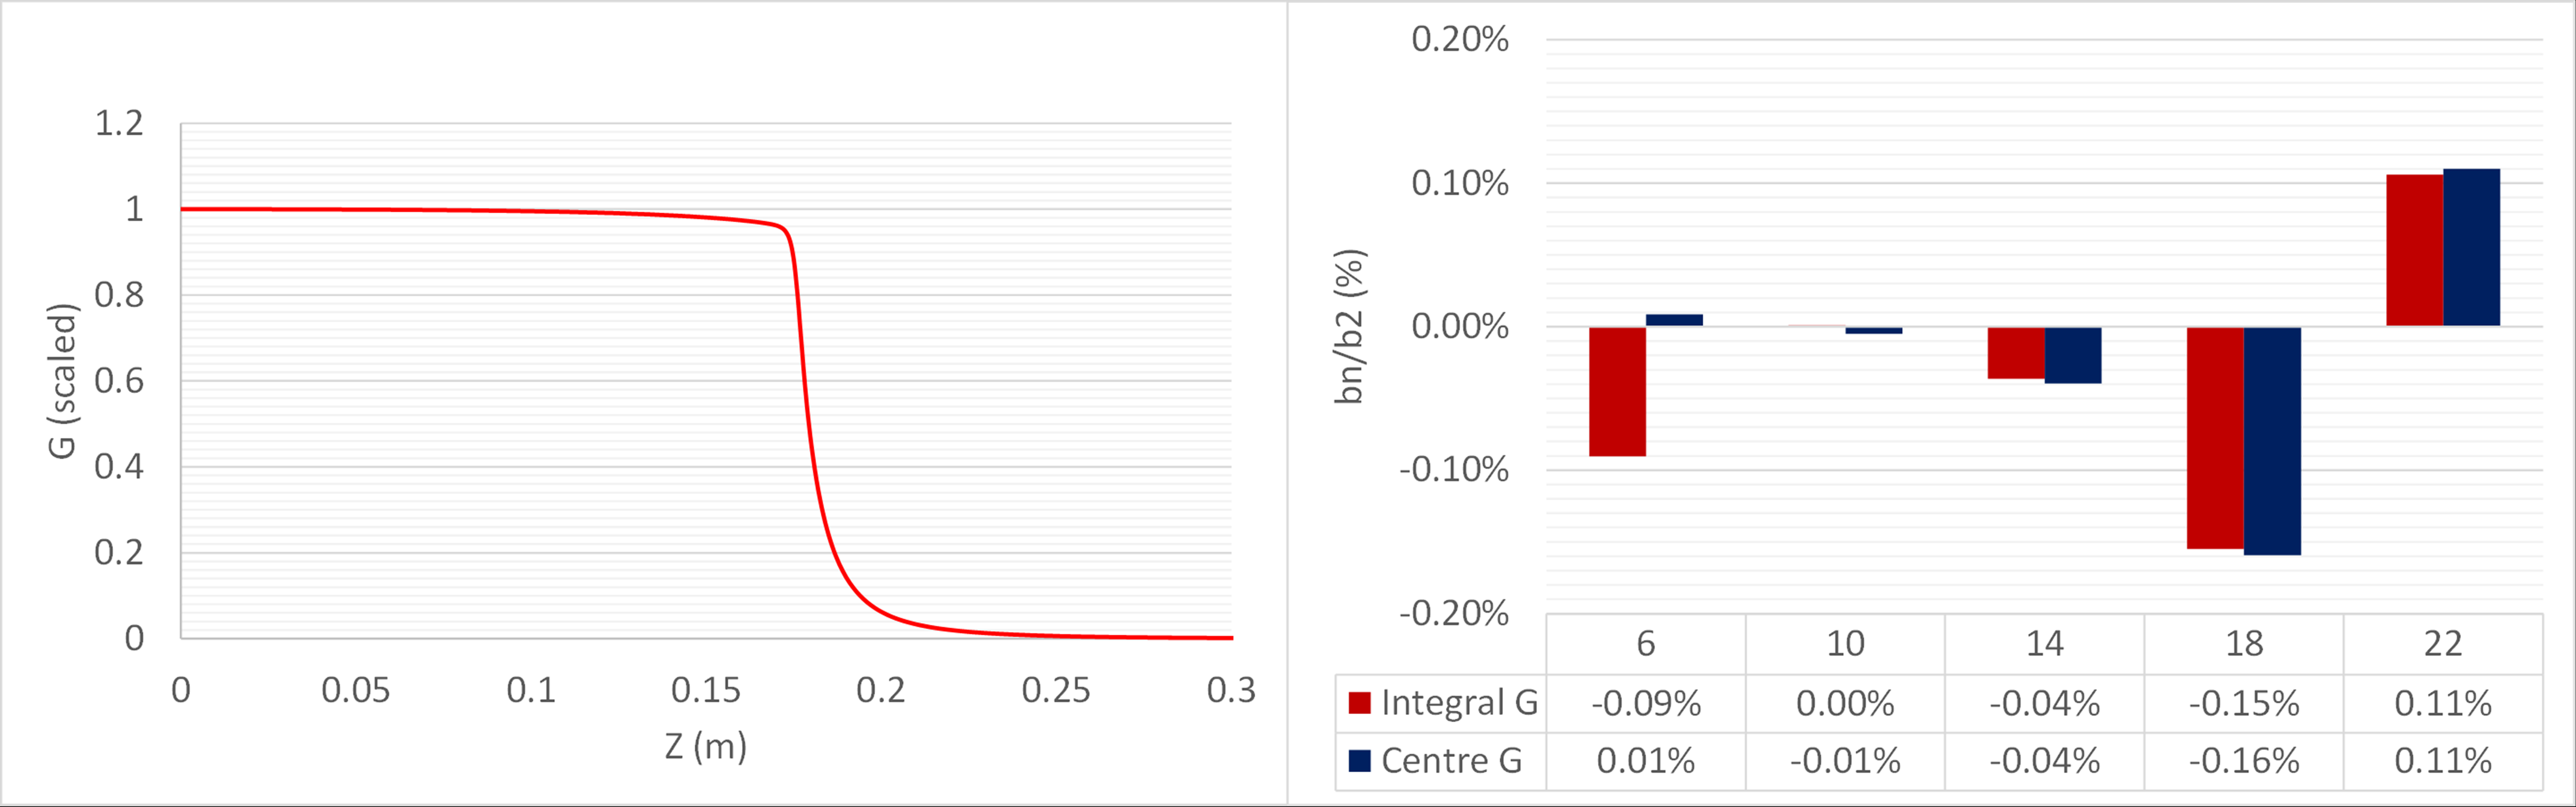 1.2
1
0.8
0.6
0.4
0.2
0
G (scaled)
0 0.05 0.1 0.15 0.2 0.25 0.3
Z (m)
0.20%
0.10%
0.00%
-0.10%
-0.20%
bn/b2 (%)
6 10 14 18 22
Integral G -0.09% 0.00% -0.04% -0.15% 0.11%
Centre G 0.01% -0.01% -0.04% -0.16% 0.11%